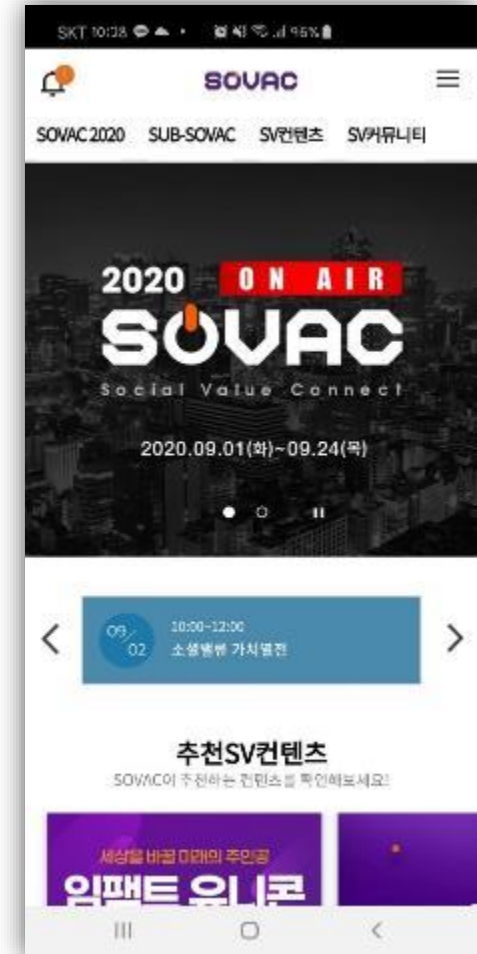 SKT 10:28 95%
SOVAC
SOVAC 2020 SUB-SOVAC SV컨텐츠 SV커뮤니티
2020 ON AIR
SOVAC
Social Value Connect
2020.09.01(화)~09.24(목)
09/02
10:00~12:00
소셜밸류 가치열전
추천SV컨텐츠
SOVAC이 추천하는 컨텐츠를 확인해보세요!
세상을 바꿀 미래의 주인공
임팩트 유니콘